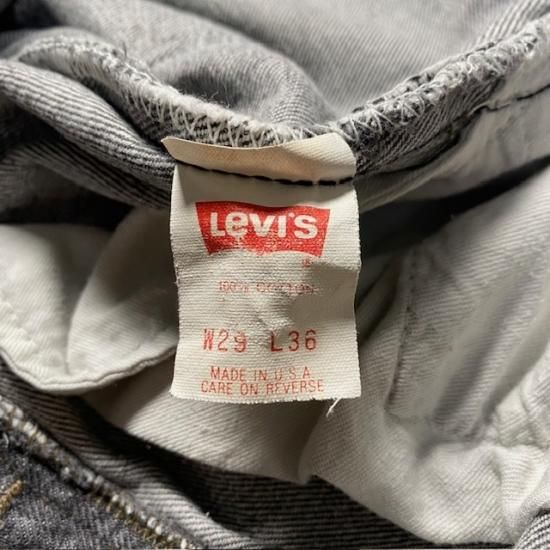 Levi's
®
100% COTTON
W29 L36
MADE IN U.S.A
CARE ON REVERSE